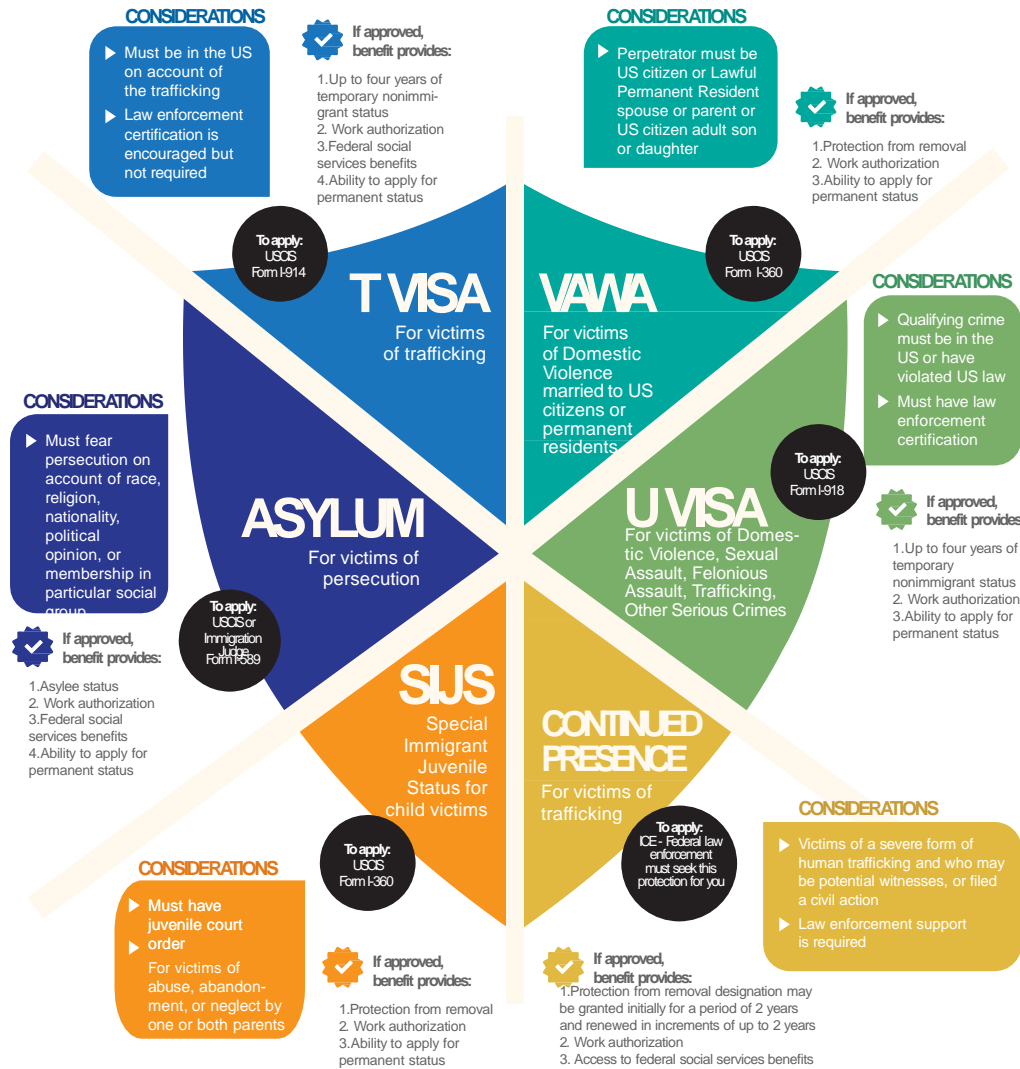 CONSIDERATIONS
Must be in the US
on account of
the trafficking
Law enforcement
certification is
encouraged but
not required
If approved,
benefit provides:
1.Up to four years of
temporary nonimmi-
grant status
2. Work authorization
3.Federal social
services benefits
4.Ability to apply for
permanent status
To apply:
USCIS
Form I-914
T VISA
For victims
of trafficking
CONSIDERATIONS
Perpetrator must be
US citizen or Lawful
Permanent Resident
spouse or parent or
US citizen adult son
or daughter
If approved,
benefit provides:
1.Protection from removal
2. Work authorization
3.Ability to apply for
permanent status
To apply:
USCIS
Form I-360
VAWA
For victims
of Domestic
Violence
married to US
citizens or
permanent
residents
CONSIDERATIONS
Qualifying crime
must be in the
US or have
violated US law
Must have law
enforcement
certification
To apply:
USCIS
Form I-918
If approved,
benefit provides
1.Up to four years of
temporary
nonimmigrant status
2. Work authorization
3.Ability to apply for
permanent status
U VISA
For victims of Domes-
tic Violence, Sexual
Assault, Felonious
Assault, Trafficking,
Other Serious Crimes
CONSIDERATIONS
Must fear
persecution on
account of race,
religion,
nationality,
political
opinion, or
membership in
particular social
group
ASYLUM
For victims of
persecution
To apply:
USCIS or
Immigration
Judge
Form I-589
If approved,
benefit provides:
1.Asylee status
2. Work authorization
3.Federal social
services benefits
4.Ability to apply for
permanent status
SIJS
Special
Immigrant
Juvenile
Status for
child victims
To apply:
USCIS
Form I-360
CONSIDERATIONS
Must have
juvenile court
order
For victims of
abuse, abandon-
ment, or neglect by
one or both parents
If approved,
benefit provides:
1.Protection from removal
2. Work authorization
3.Ability to apply for
permanent status
CONTINUED
PRESENCE
For victims of
trafficking
To apply:
ICE - Federal law
enforcement
must seek this
protection for you
CONSIDERATIONS
Victims of a severe form of
human trafficking and who may
be potential witnesses, or filed
a civil action
Law enforcement support
is required
If approved,
benefit provides:
1.Protection from removal designation may
be granted initially for a period of 2 years
and renewed in increments of up to 2 years
2. Work authorization
3. Access to federal social services benefits